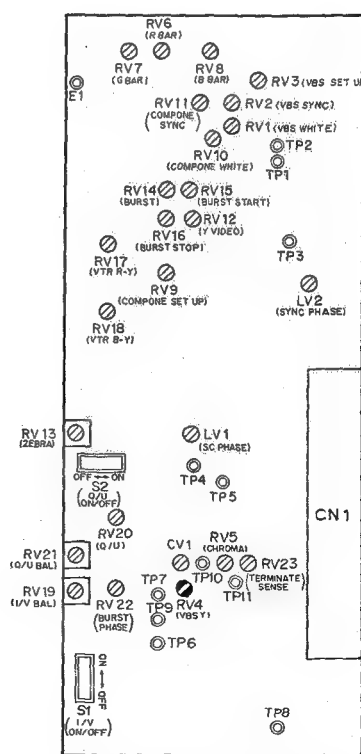 RV6
(R BAR)
RV7
(G BAR)
RV8
(B BAR)
E1
RV3 (VBS SET UP)
RV11
(COMPONE
SYNC)
RV2 (VBS SYNC)
RV1 (VBS WHITE)
RV10
(COMPONE WHITE)
TP2
TP1
RV14
(BURST)
RV15
(BURST START)
RV16
(BURST STOP)
RV12
(Y VIDEO)
RV17
(VTR R-Y)
TP3
RV9
(COMPONE SET UP)
LV2
(SYNC PHASE)
RV18
(VTR B-Y)
RV13
(ZEBRA)
LV1
(SC PHASE)
OFF ↔ ON
S2
(Q/U
ON/OFF)
TP4
TP5
CN1
RV20
(Q/U)
RV21
(Q/U BAL)
CV1
TP10
RV5
(CHROMA)
RV23
(TERMINATE
SENSE)
RV19
(I/V BAL)
RV22
(BURST
PHASE)
TP7
TP9
RV4
(VBS Y)
TP11
TP6
ON ↔ OFF
S1
(I/V
ON/OFF)
TP8